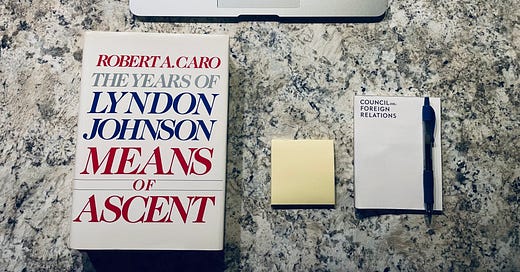 ROBERT A. CARO
THE YEARS OF
LYNDON
JOHNSON
MEANS
OF
ASCENT
COUNCIL on
FOREIGN
RELATIONS